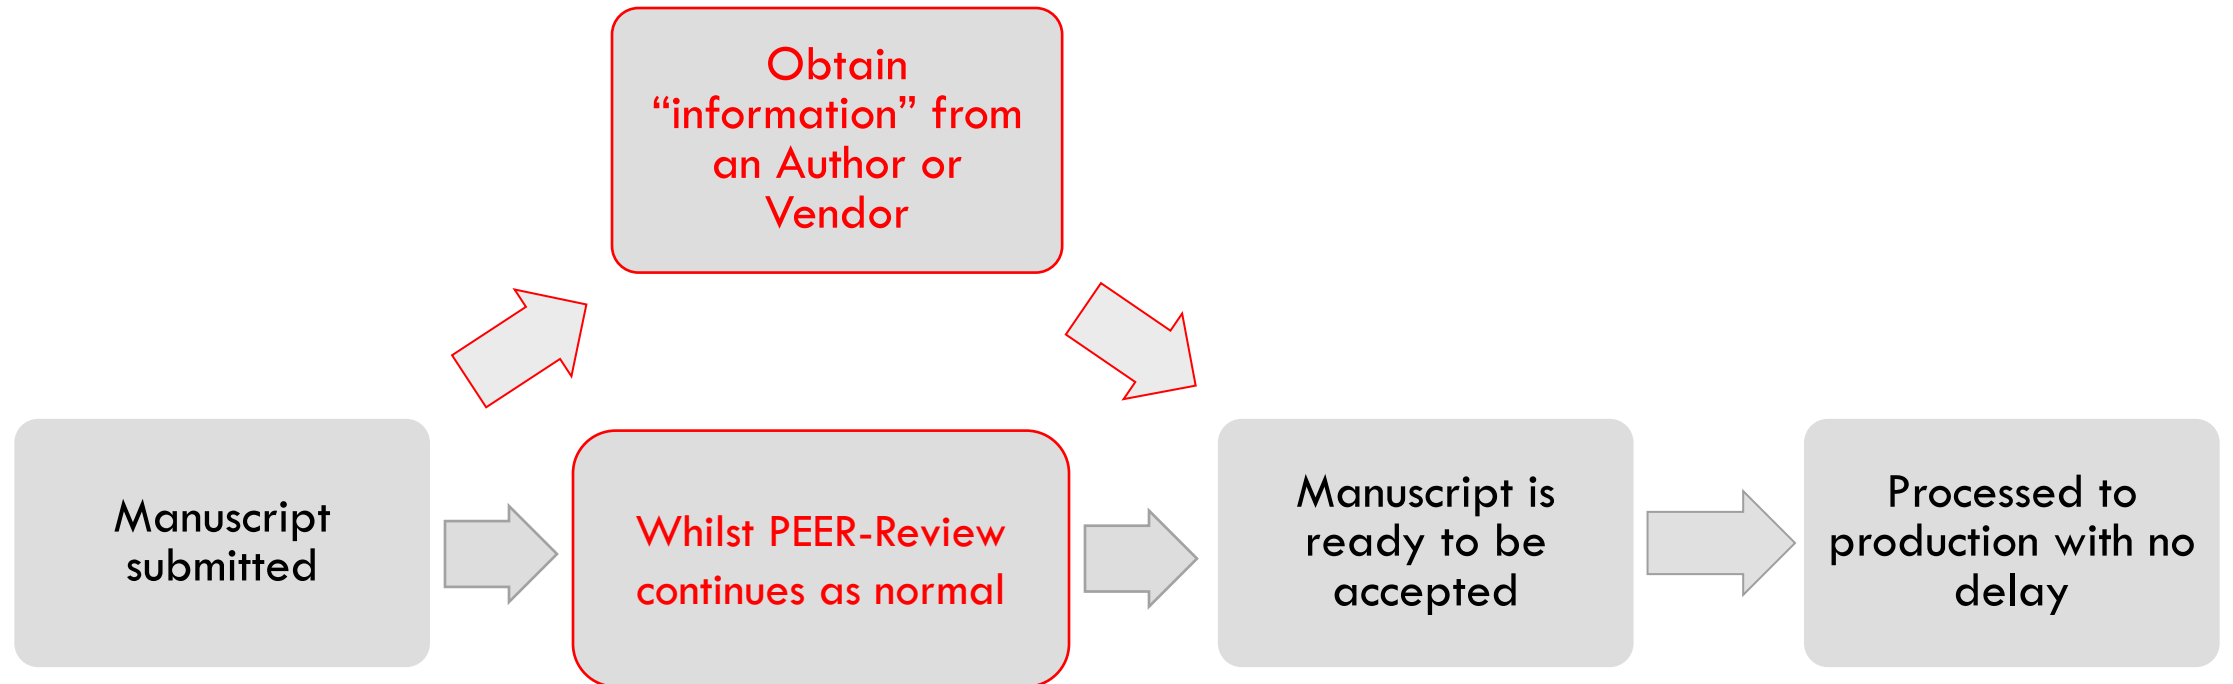 Obtain
“information” from
an Author or
Vendor
Manuscript
submitted
Whilst PEER-Review
continues as normal
Manuscript is
ready to be
accepted
Processed to
production with no
delay